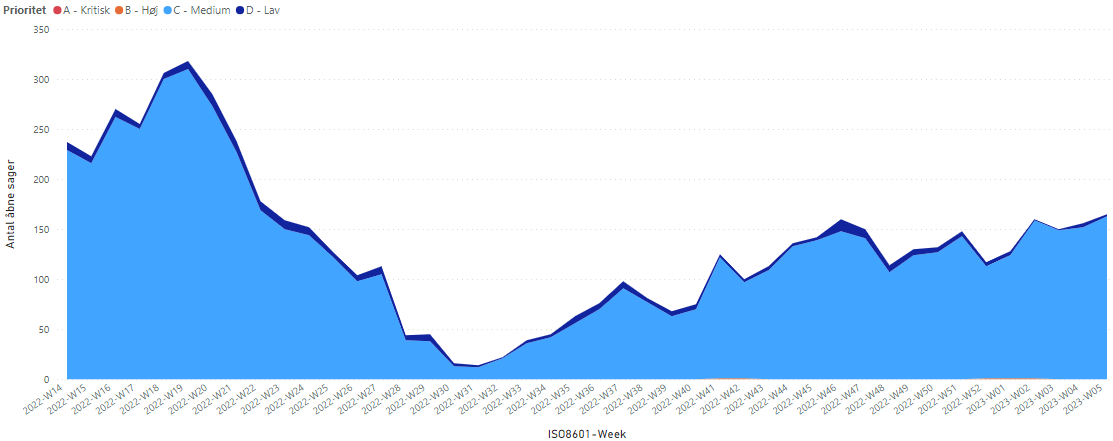 Prioritet A - Kritisk B - Høj C - Medium D - Lav
350
300
250
200
150
100
50
0
Antal åbne sager
2022-W14 2022-W15 2022-W16 2022-W17 2022-W18 2022-W19 2022-W20 2022-W21 2022-W22 2022-W23 2022-W24 2022-W25 2022-W26 2022-W27 2022-W28 2022-W29 2022-W30 2022-W31 2022-W32 2022-W33 2022-W34 2022-W35 2022-W36 2022-W37 2022-W38 2022-W39 2022-W40 2022-W41 2022-W42 2022-W43 2022-W44 2022-W45 2022-W46 2022-W47 2022-W48 2022-W49 2022-W50 2022-W51 2022-W52 2023-W01 2023-W02 2023-W03 2023-W04 2023-W05
ISO8601-Week